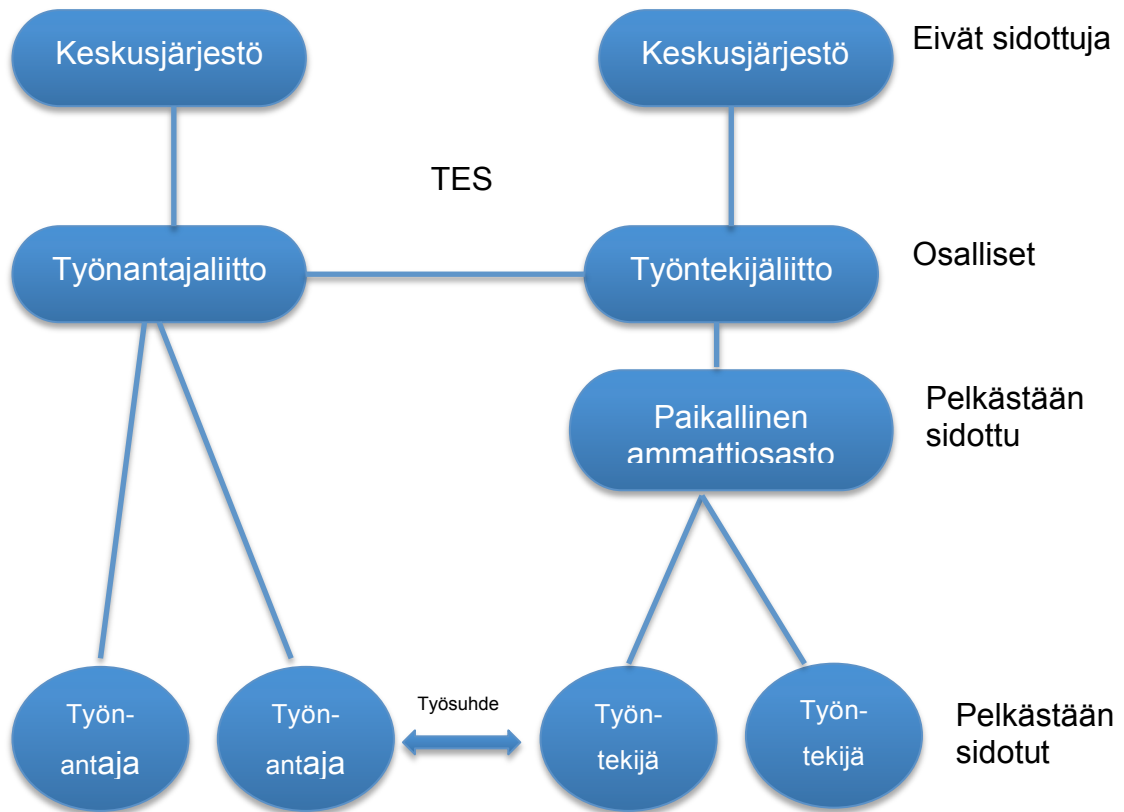 Keskusjärjestö
Keskusjärjestö
Eivät sidottuja
TES
Työnantajaliitto
Työntekijäliitto
Osalliset
Paikallinen
ammattiosasto
Pelkästään
sidottu
Työn-
antaja
Työn-
antaja
Työsuhde
Työn-
tekijä
Työn-
tekijä
Pelkästään
sidotut